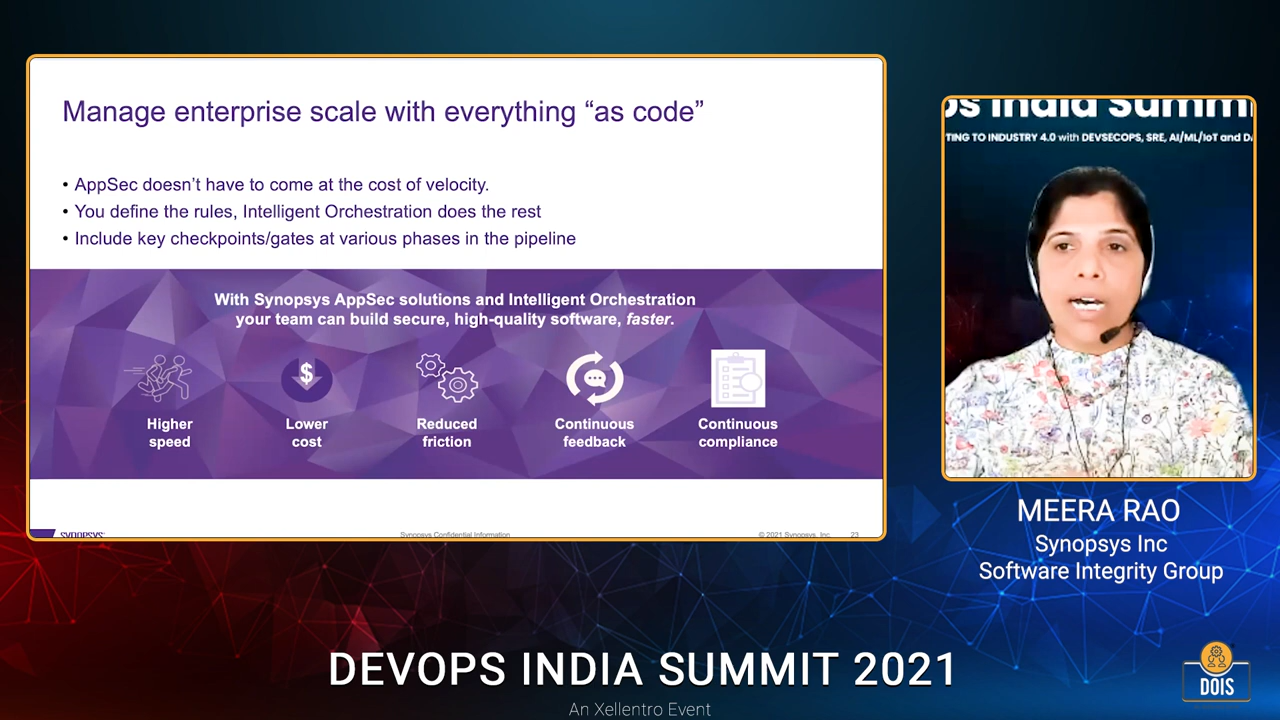 Manage enterprise scale with everything “as code”
• AppSec doesn’t have to come at the cost of velocity.
• You define the rules, Intelligent Orchestration does the rest
• Include key checkpoints/gates at various phases in the pipeline
With Synopsys AppSec solutions and Intelligent Orchestration
your team can build secure, high-quality software, faster.
$
Higher
speed
Lower
cost
Reduced
friction
Continuous
feedback
Continuous
compliance
SYNOPSYS
Synopsys Confidential Information
© 2021 Synopsys, Inc.
23
India Summi
TING TO INDUSTRY 4.0 with DEVSECOPS, SRE, AI/ML/IoT and
MEERA RAO
Synopsys Inc
Software Integrity Group
DEVOPS INDIA SUMMIT 2021
An Xellentro Event
DOIS